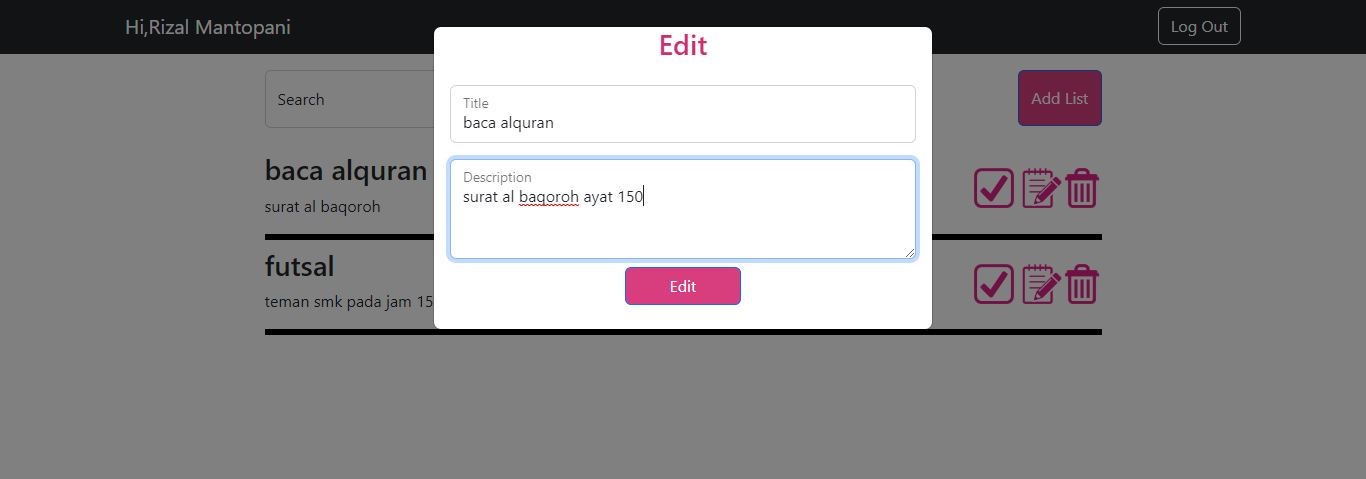 Hi,Rizal Mantopani
Log Out
Edit
Search
Add List
Title
baca alquran
baca alquran
surat al baqoroh
Description
surat al baqoroh ayat 150
futsal
teman smk pada jam 15
Edit